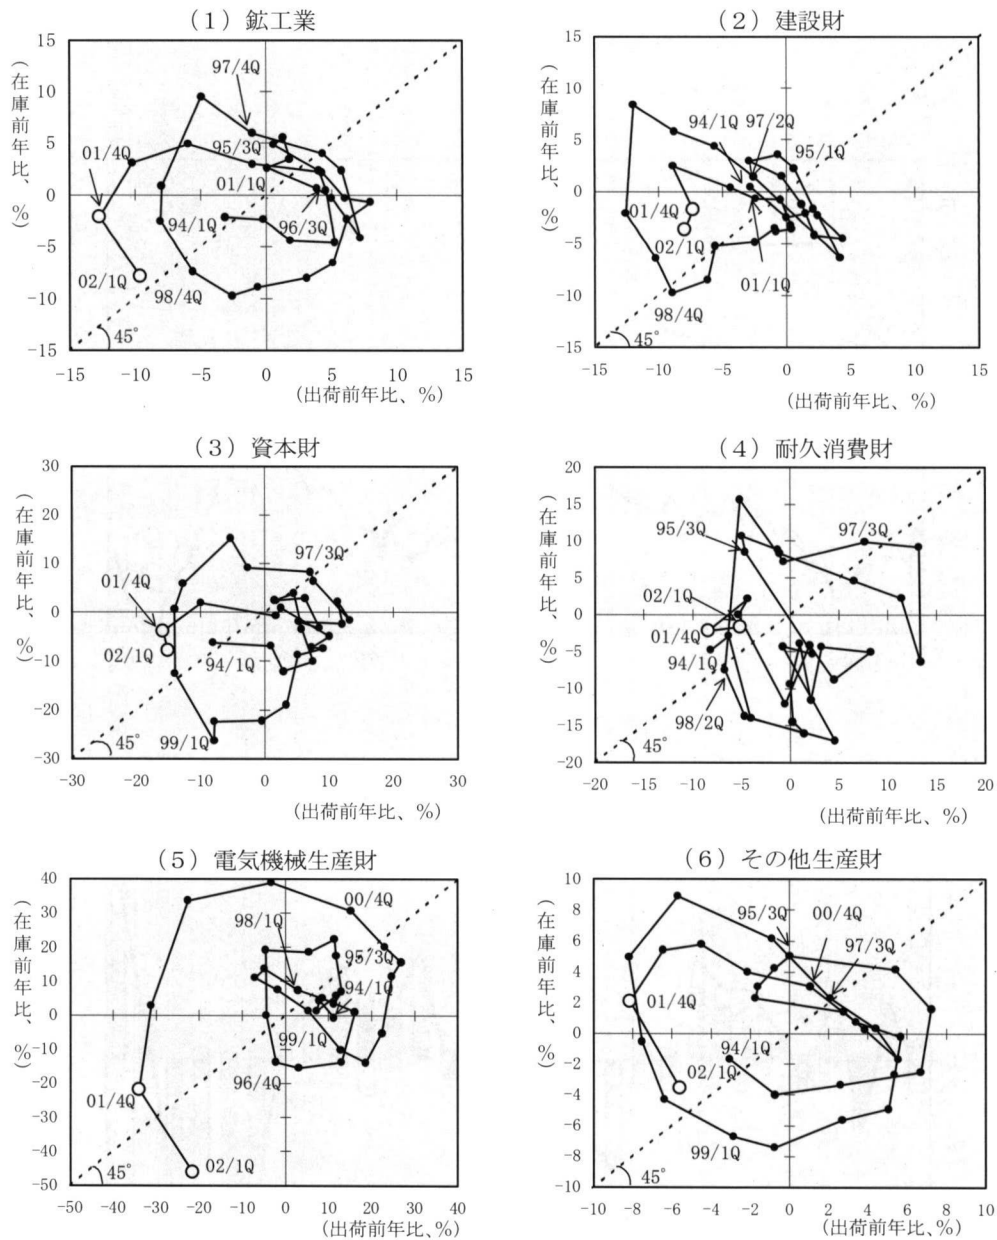 （1）鉱工業
（在庫前年比、%）
15
10
5
0
-5
-10
-15
97/4Q
95/3Q
01/4Q
01/1Q
96/3Q
94/1Q
02/1Q
98/4Q
45°
-15 -10 -5 0 5 10 15
（出荷前年比、%）
（2）建設財
（在庫前年比、%）
15
10
5
0
-5
-10
-15
94/1Q
97/2Q
95/1Q
01/4Q
02/1Q
01/1Q
98/4Q
45°
-15 -10 -5 0 5 10 15
（出荷前年比、%）
（3）資本財
（在庫前年比、%）
30
20
10
0
-10
-20
-30
97/3Q
01/4Q
02/1Q
94/1Q
99/1Q
45°
-30 -20 -10 0 10 20 30
（出荷前年比、%）
（4）耐久消費財
（在庫前年比、%）
20
15
10
5
0
-5
-10
-15
-20
95/3Q
97/3Q
02/1Q
01/4Q
94/1Q
98/2Q
45°
-20 -15 -10 -5 0 5 10 15 20
（出荷前年比、%）
（5）電気機械生産財
（在庫前年比、%）
40
30
20
10
0
-10
-20
-30
-40
-50
00/4Q
98/1Q
95/3Q
94/1Q
99/1Q
96/4Q
01/4Q
02/1Q
45°
-50 -40 -30 -20 -10 0 10 20 30 40
（出荷前年比、%）
（6）その他生産財
（在庫前年比、%）
10
8
6
4
2
0
-2
-4
-6
-8
-10
95/3Q
00/4Q
97/3Q
01/4Q
94/1Q
02/1Q
99/1Q
45°
-10 -8 -6 -4 -2 0 2 4 6 8 10
（出荷前年比、%）